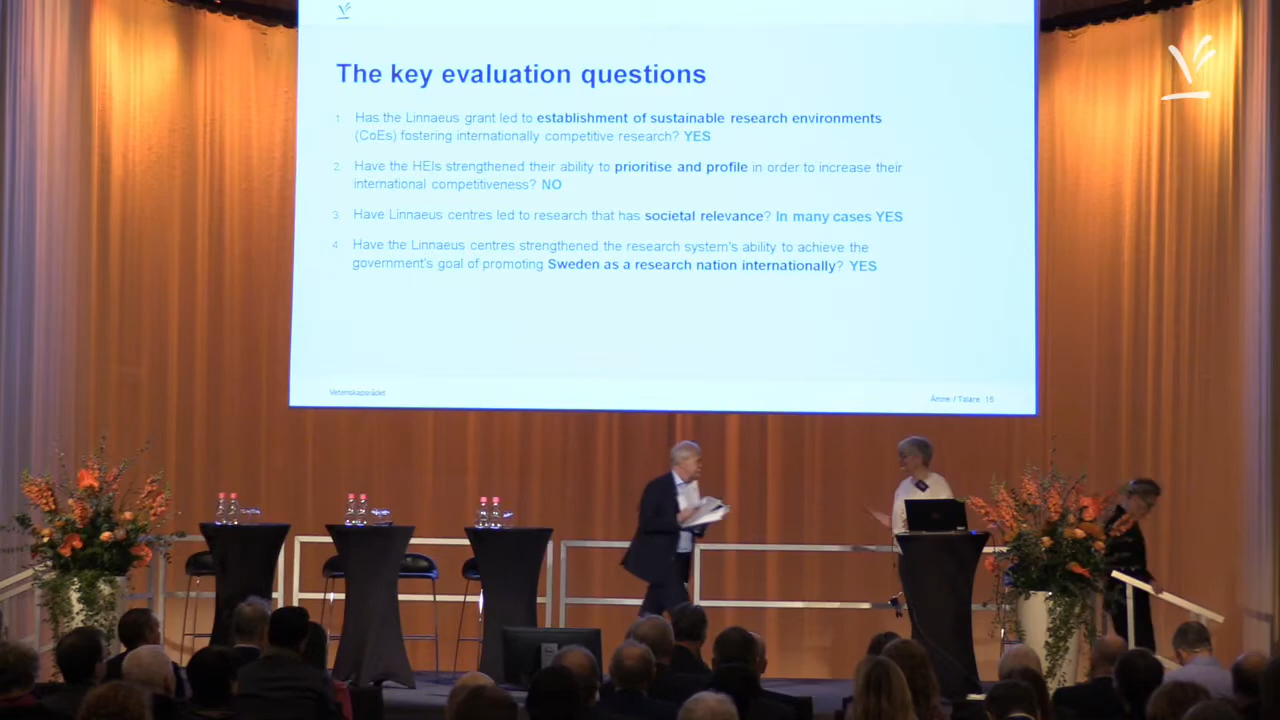 The key evaluation questions
1. Has the Linnaeus grant led to establishment of sustainable research environments
(CoEs) fostering internationally competitive research? YES
2. Have the HEIs strengthened their ability to prioritise and profile in order to increase their
international competitiveness? NO
3. Have Linnaeus centres led to research that has societal relevance? In many cases YES
4. Have the Linnaeus centres strengthened the research system's ability to achieve the
government's goal of promoting Sweden as a research nation internationally? YES
Vetenskapsrådet
Ämne / Talare 15